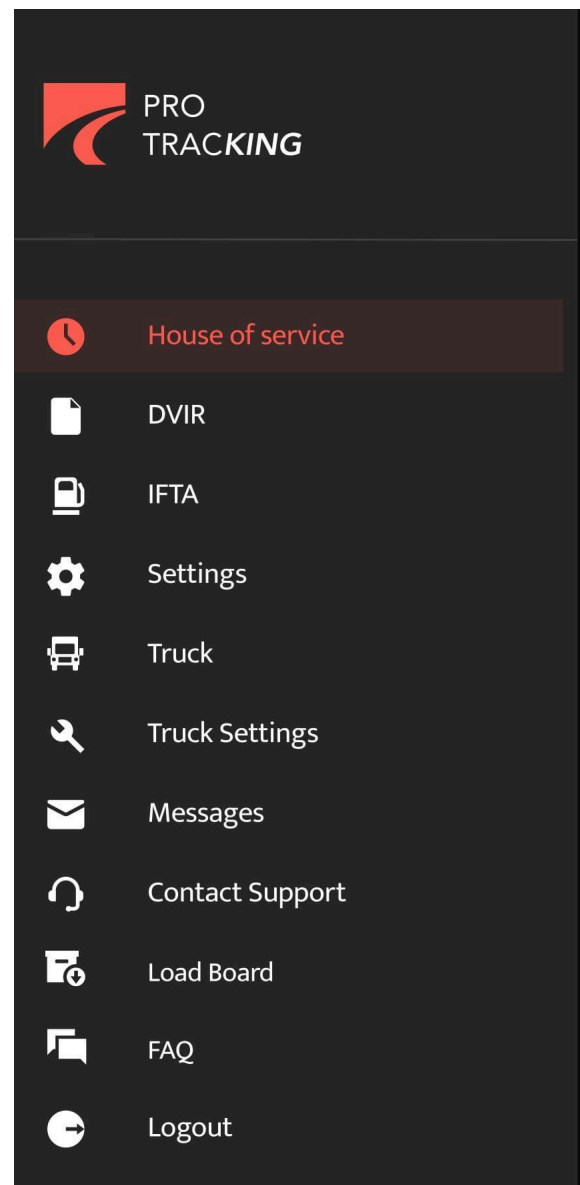 PRO
TRACKING
House of service
DVIR
IFTA
Settings
Truck
Truck Settings
Messages
Contact Support
Load Board
FAQ
Logout